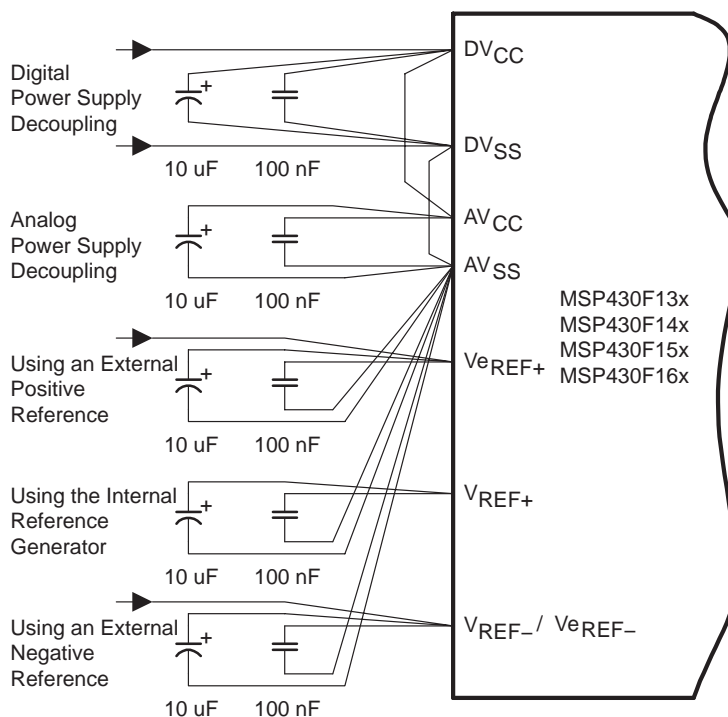 DVCC
Digital
Power Supply
Decoupling
+
DVSS
10 uF 100 nF
Analog
Power Supply
Decoupling
+
AVCC
AVSS
10 uF 100 nF
MSP430F13x
MSP430F14x
MSP430F15x
MSP430F16x
Using an External
Positive
Reference
+
VeREF+
10 uF 100 nF
Using the Internal
Reference
Generator
+
VREF+
10 uF 100 nF
Using an External
Negative
Reference
+
VREF− / VeREF−
10 uF 100 nF